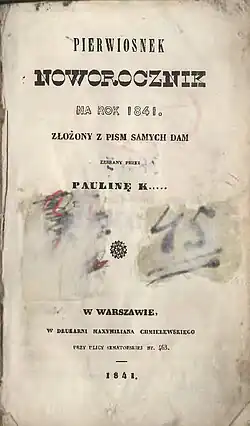 PIERWIOSNEK
NOWOROCZNIK
NA ROK 1841.
ZŁOŻONY Z PISM SAMYCH DAM
ZEBRANY PRZEZ
PAULINĘ K.....
45
W WARSZAWIE,
W DRUKARNI MAXYMILIANA CHMIELEWSKIEGO
PRZY ULICY SENATORSKIEJ Nr. 463.
1841.